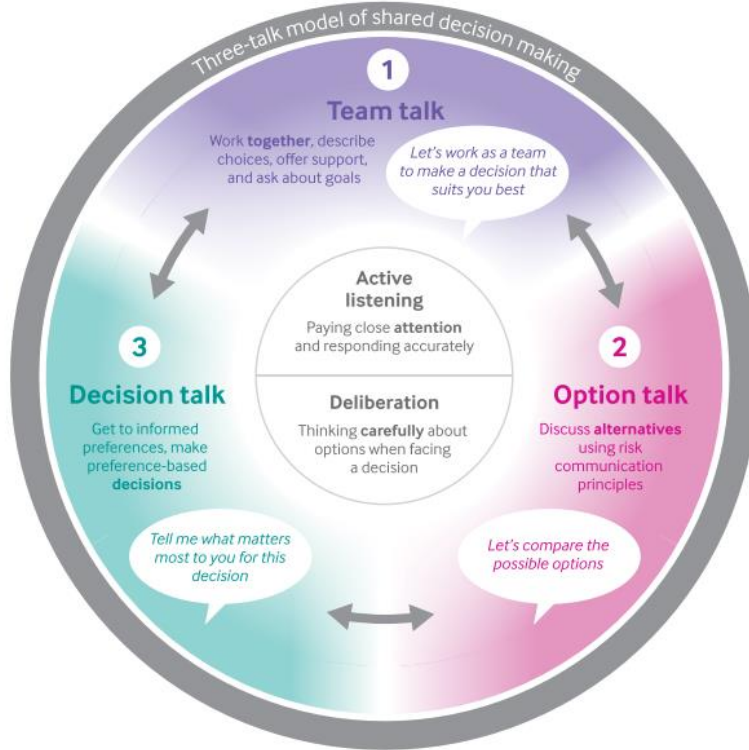 Three-talk model of shared decision making
1
Team talk
Work together, describe
choices, offer support,
and ask about goals
Let's work as a team
to make a decision that
suits you best
Active
listening
Paying close attention
and responding accurately
Deliberation
Thinking carefully about
options when facing
a decision
2
Option talk
Discuss alternatives
using risk
communication
principles
Let's compare the
possible options
3
Decision talk
Get to informed
preferences, make
preference-based
decisions
Tell me what matters
most to you for this
decision